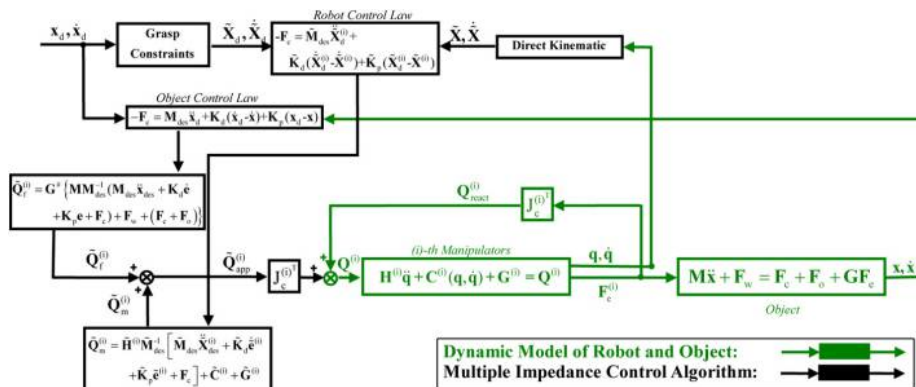 Robot Control Law
x_d, ẋ_d
Grasp
Constraints
X̃_d, X̃̇_d
-F_c = M̃_des X̃̈_d^(i) +
K̃_d(X̃̇_d^(i)-X̃̇^(i))+K̃_p(X̃_d^(i)-X̃^(i))
X̃, X̃̇
Direct Kinematic
Object Control Law
-F_c = M_des ẍ_d+K_d(ẋ_d-ẋ)+K_p(x_d-x)
Q̃_f^(i) = G^# {MM_des^-1 (M_des ẍ_des + K_d ė
+K_p e+F_c)+F_w+(F_c+F_o)}
Q_react^(i)
J_c^(i)T
(i)-th Manipulators
Q̃_f^(i)
Q̃_app^(i)
J_c^(i)T
Q^(i)
H^(i)q̈+C^(i)(q,q̇)+G^(i)=Q^(i)
q, q̇
F_e^(i)
Mẍ+F_w = F_c+F_o+GF_e
x, ẋ
Object
Q̃_m^(i)
Q̃_m^(i) = H̃^(i) M̃_des^-1 [M̃_des X̃̈_des^(i) + K̃_d ẽ̇^(i)
+K̃_p ẽ^(i) + F_c] + C̃^(i) + G̃^(i)
Dynamic Model of Robot and Object:
Multiple Impedance Control Algorithm: